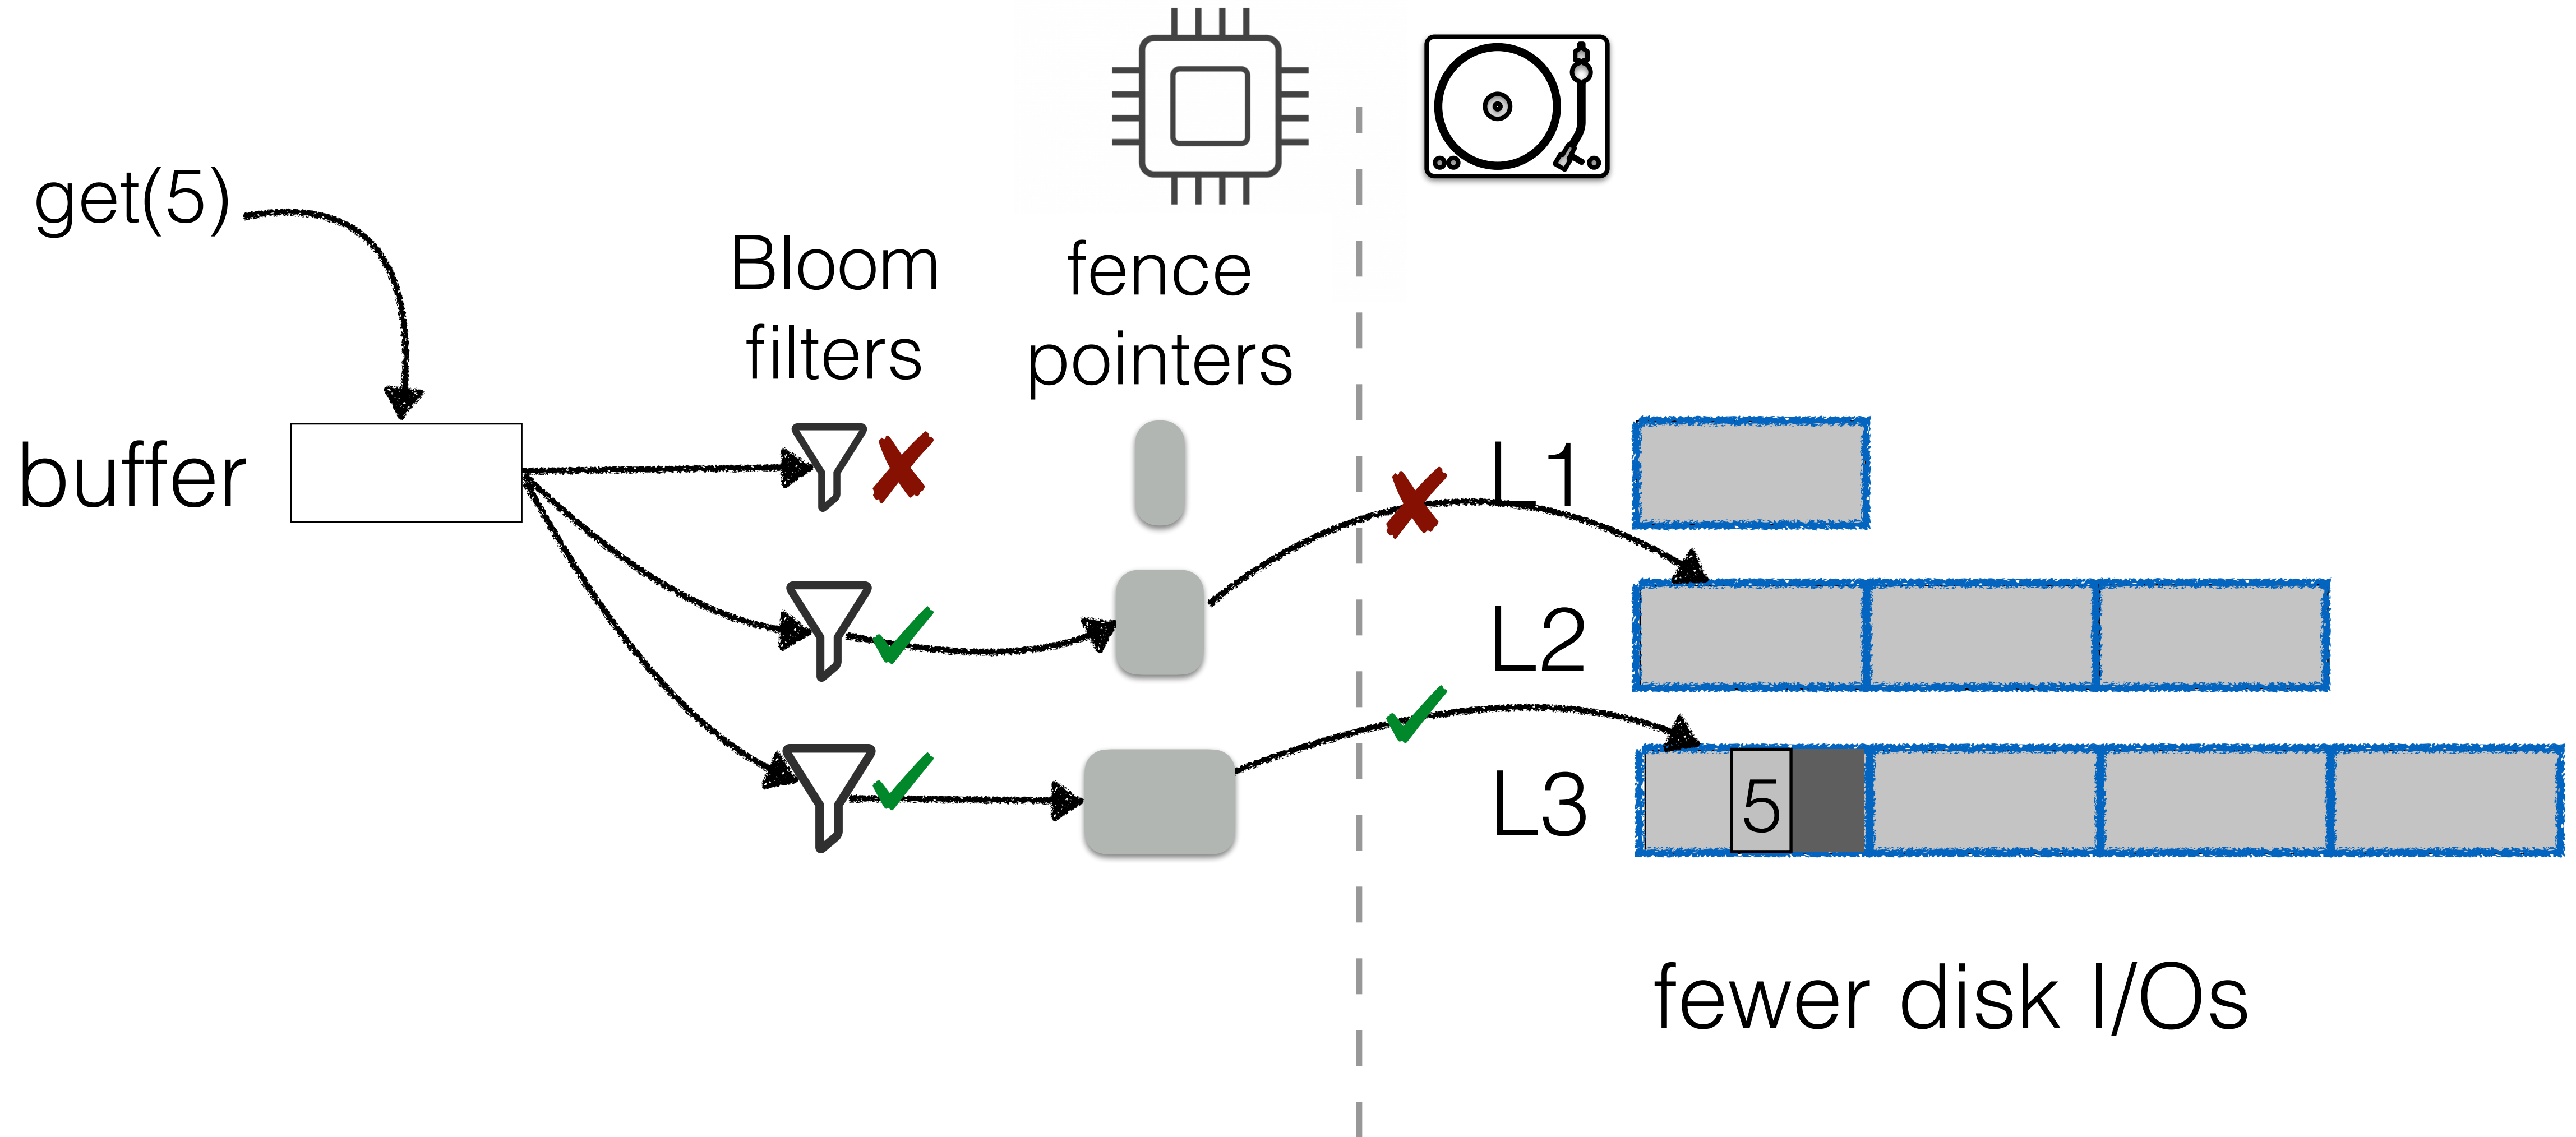 get(5)
Bloom
filters
fence
pointers
buffer
L1
L2
L3
5
fewer disk I/Os